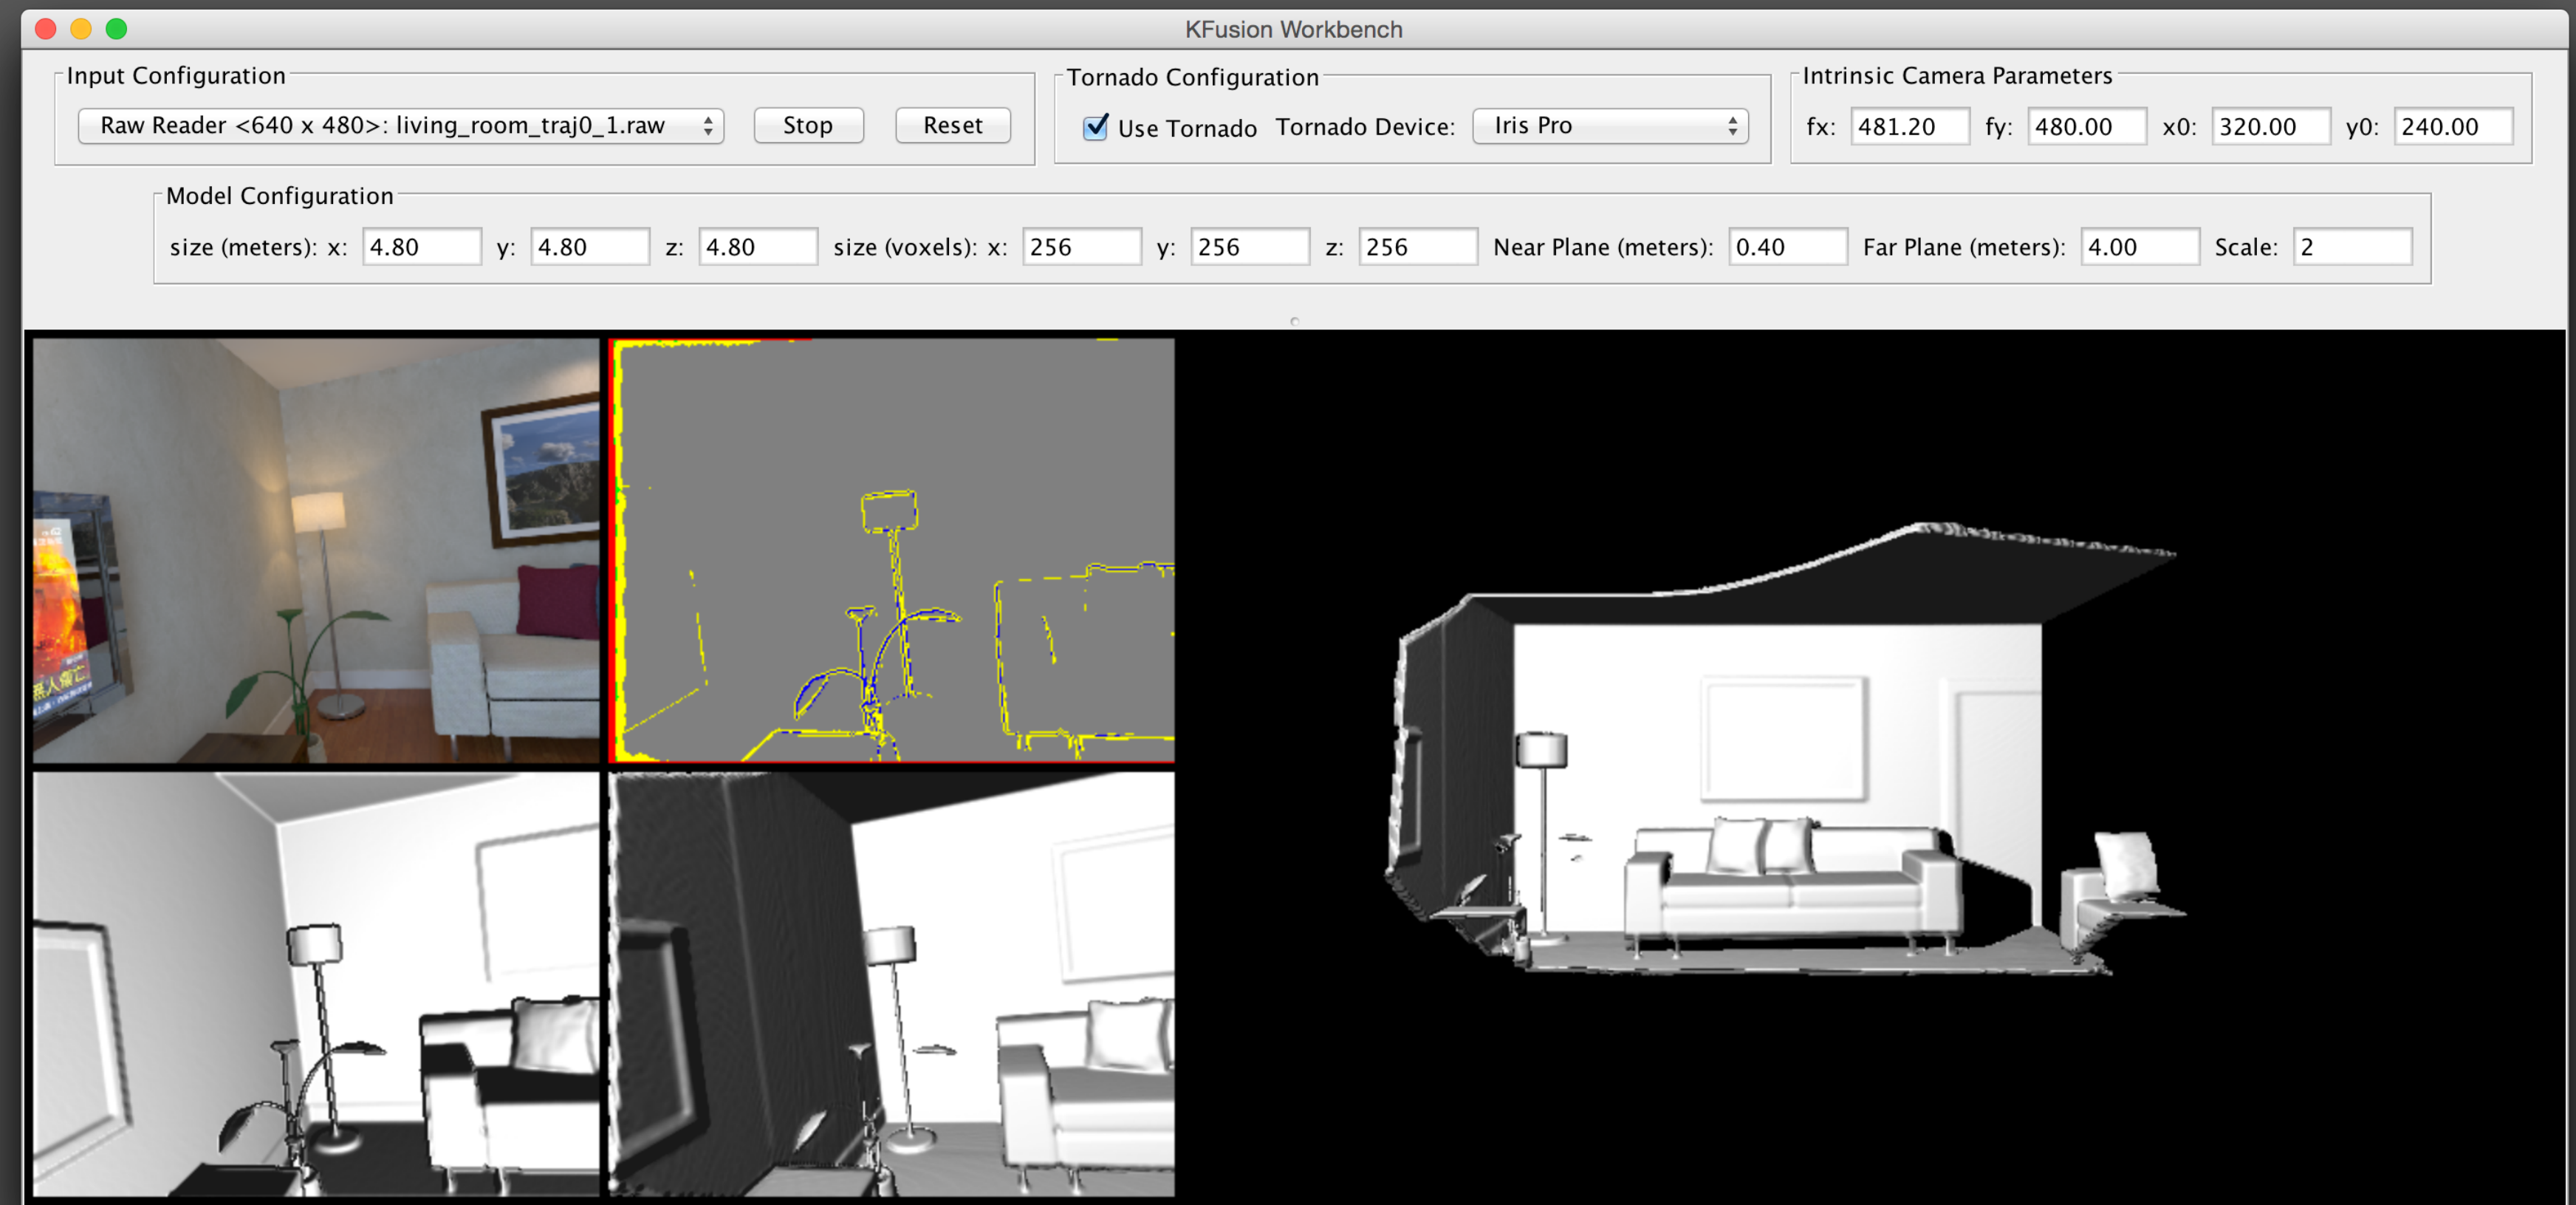 KFusion Workbench
Input Configuration
Raw Reader <640 x 480>: living_room_traj0_1.raw Stop Reset
Tornado Configuration
Use Tornado Tornado Device: Iris Pro
Intrinsic Camera Parameters
fx: 481.20 fy: 480.00 x0: 320.00 y0: 240.00
Model Configuration
size (meters): x: 4.80 y: 4.80 z: 4.80 size (voxels): x: 256 y: 256 z: 256 Near Plane (meters): 0.40 Far Plane (meters): 4.00 Scale: 2